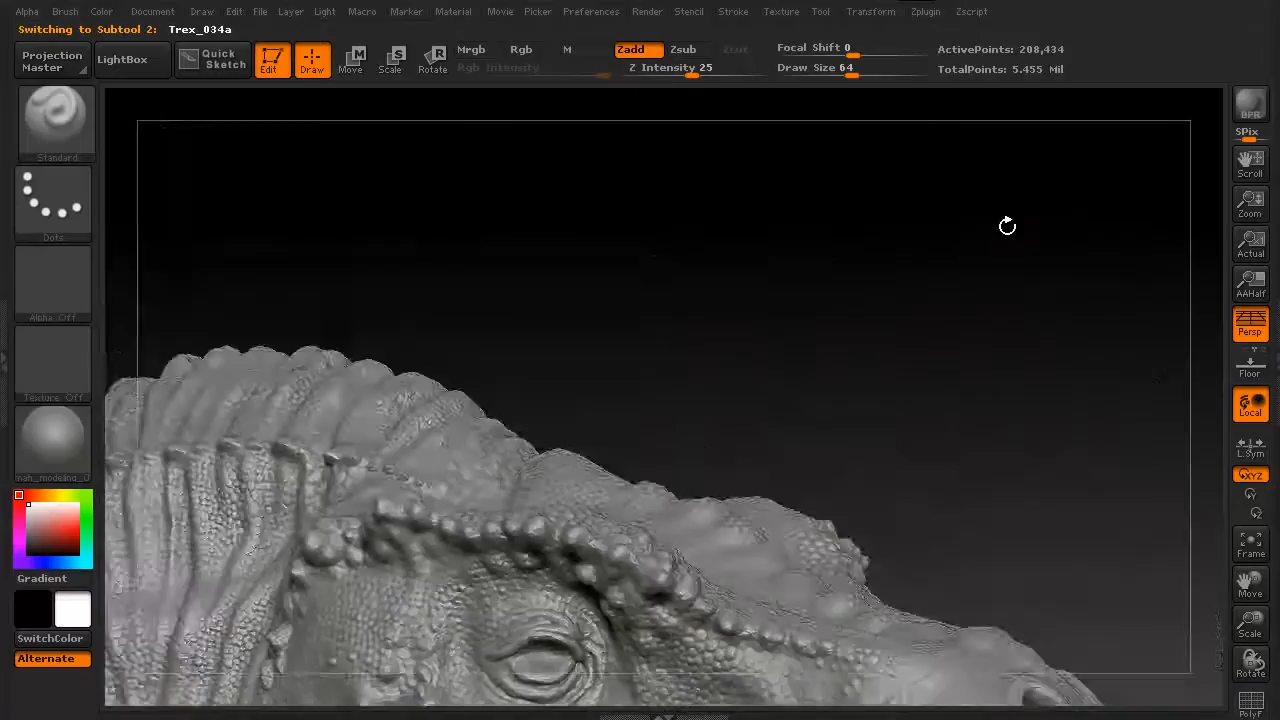 Alpha Brush Color Document Draw Edit File Layer Light Macro Marker Material Movie Picker Preferences Render Stencil Stroke Texture Tool Transform Zplugin Zscript
Switching to Subtool 2: Trex_034a
Projection Master
LightBox
Quick Sketch
Edit
Draw
Move
Scale
Rotate
Mrgb Rgb M
Rgb Intensity
Zadd Zsub Zcut
Z Intensity 25
Focal Shift 0
Draw Size 64
ActivePoints: 208,434
TotalPoints: 5.455 Mil
Standard
Dots
Alpha Off
Texture Off
Gradient
SwitchColor
Alternate
BPR
SPix
Scroll
Zoom
Actual
AAHalf
Persp
Floor
Local
L.Sym
XYZ
Frame
Move
Scale
Rotate
PolyF